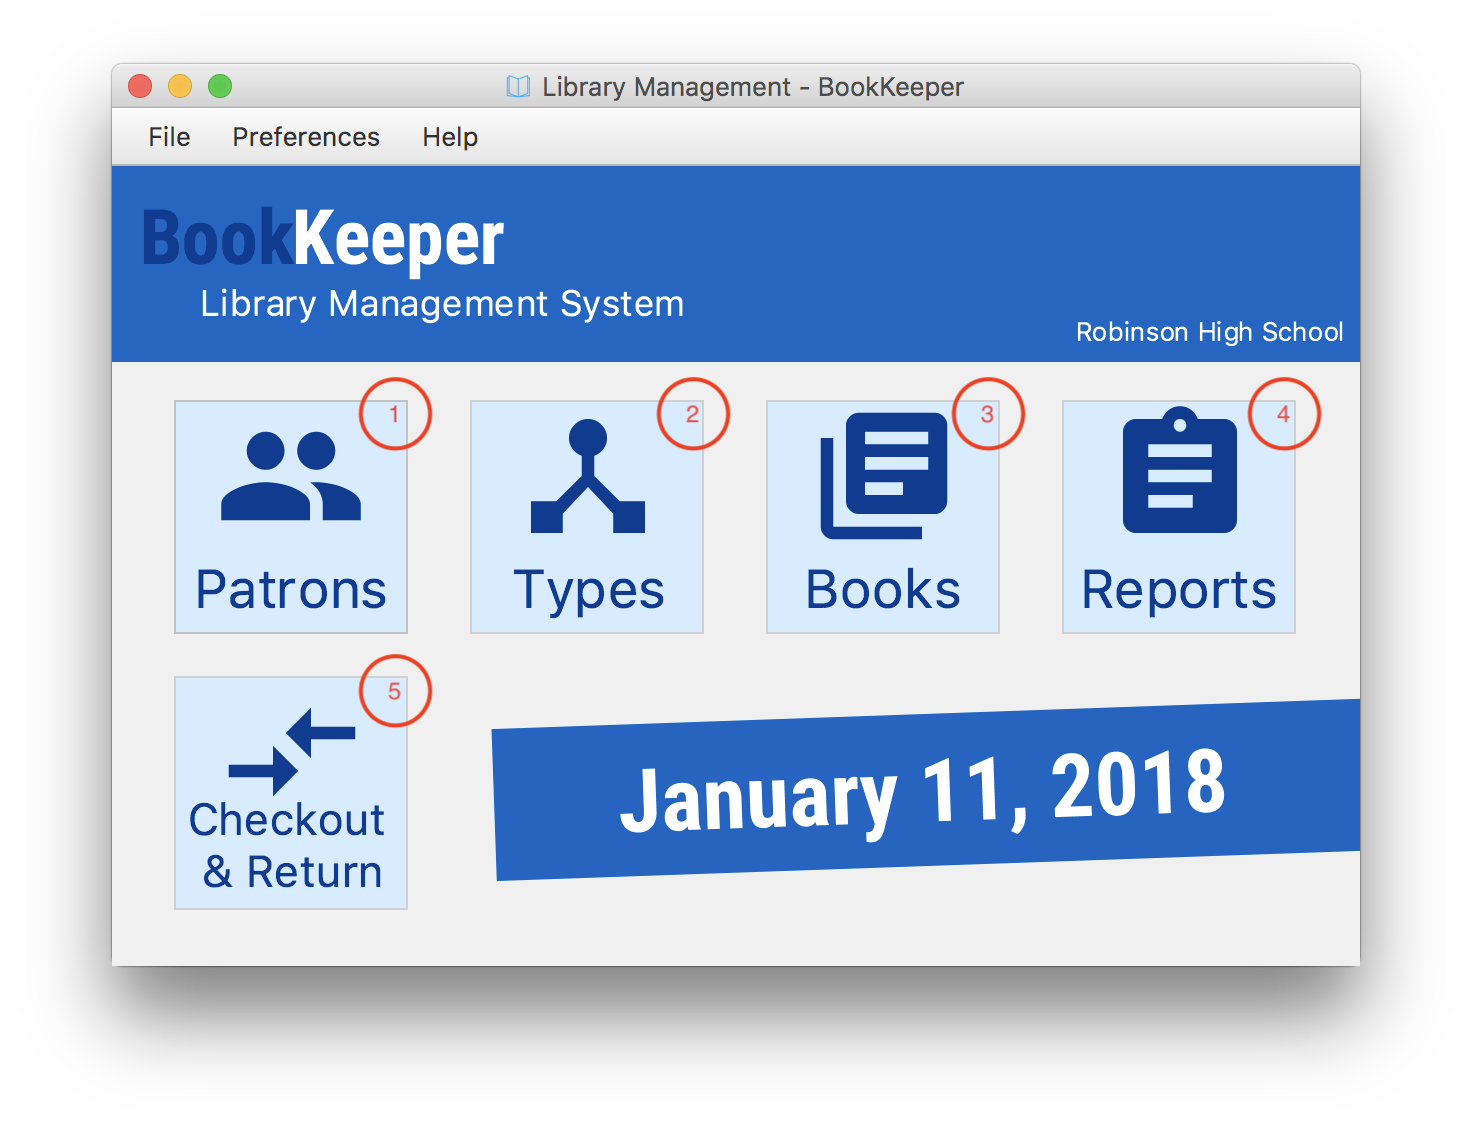 Library Management - BookKeeper
File Preferences Help
BookKeeper
Library Management System
Robinson High School
1 2 3 4
Patrons Types Books Reports
5
Checkout
& Return
January 11, 2018